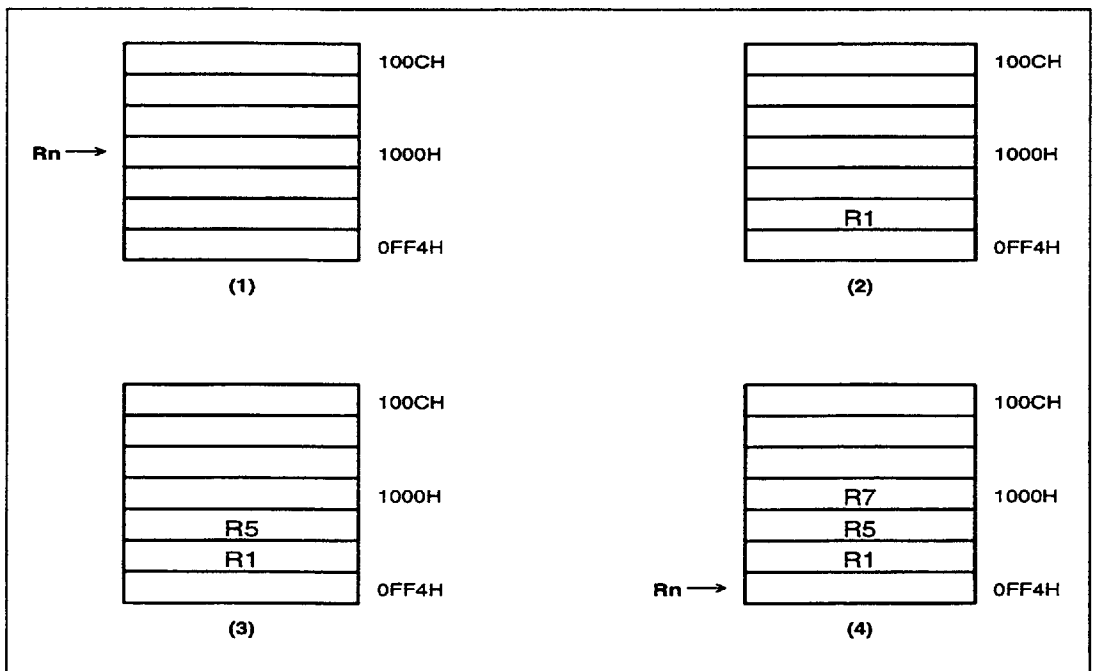 100CH
Rn → 1000H
0FF4H
(1)
100CH
1000H
R1
0FF4H
(2)
100CH
1000H
R5
R1
0FF4H
(3)
100CH
R7 1000H
R5
R1
Rn → 0FF4H
(4)